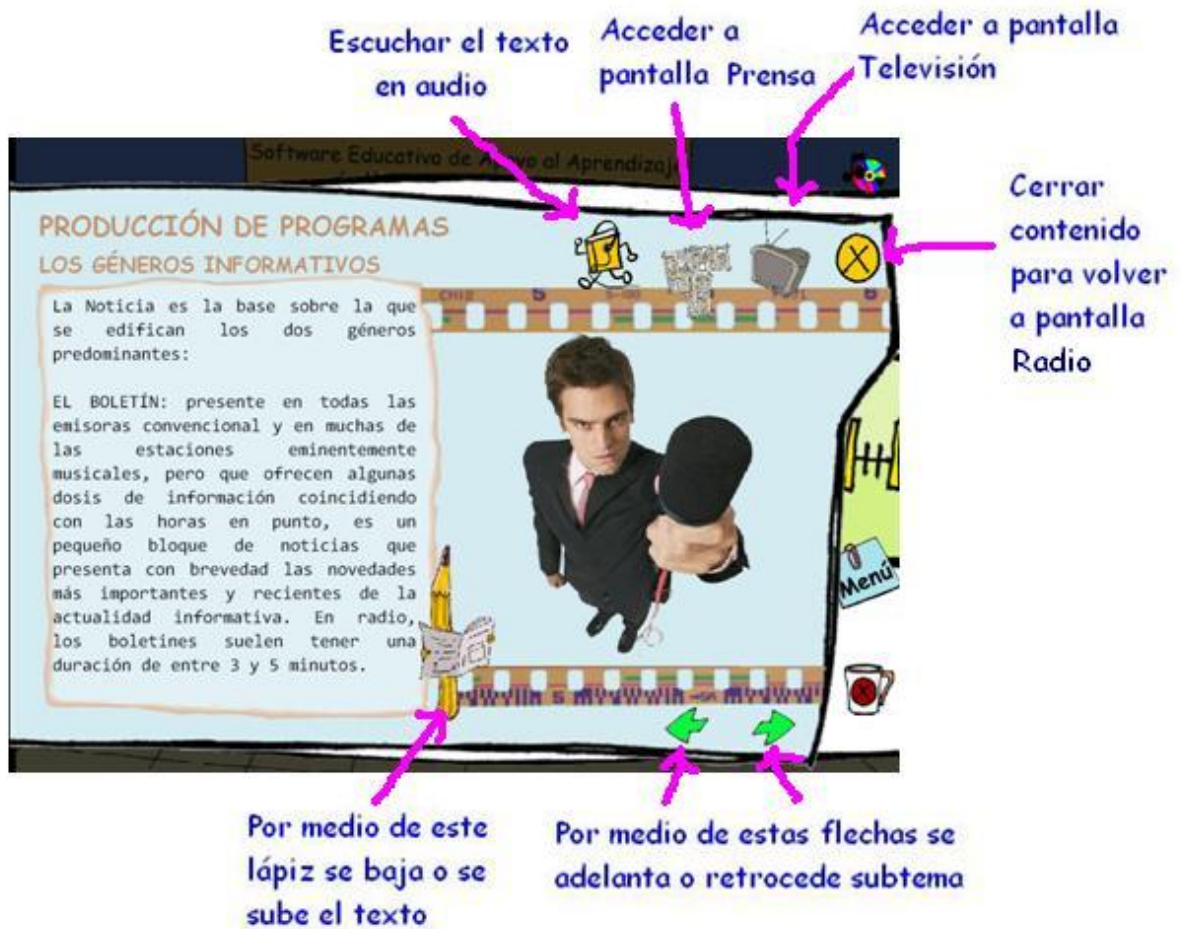 Escuchar el texto
en audio
Acceder a
pantalla Prensa
Acceder a pantalla
Televisión
Software Educativo de Apoyo al Aprendizaje
Cerrar
contenido
para volver
a pantalla
Radio
PRODUCCIÓN DE PROGRAMAS
LOS GÉNEROS INFORMATIVOS
La Noticia es la base sobre la que
se edifican los dos géneros
predominantes:
EL BOLETÍN: presente en todas las
emisoras convencional y en muchas de
las estaciones eminentemente
musicales, pero que ofrecen algunas
dosis de información coincidiendo
con las horas en punto, es un
pequeño bloque de noticias que
presenta con brevedad las novedades
más importantes y recientes de la
actualidad informativa. En radio,
los boletines suelen tener una
duración de entre 3 y 5 minutos.
Menú
Por medio de este
lápiz se baja o se
sube el texto
Por medio de estas flechas se
adelanta o retrocede subtema